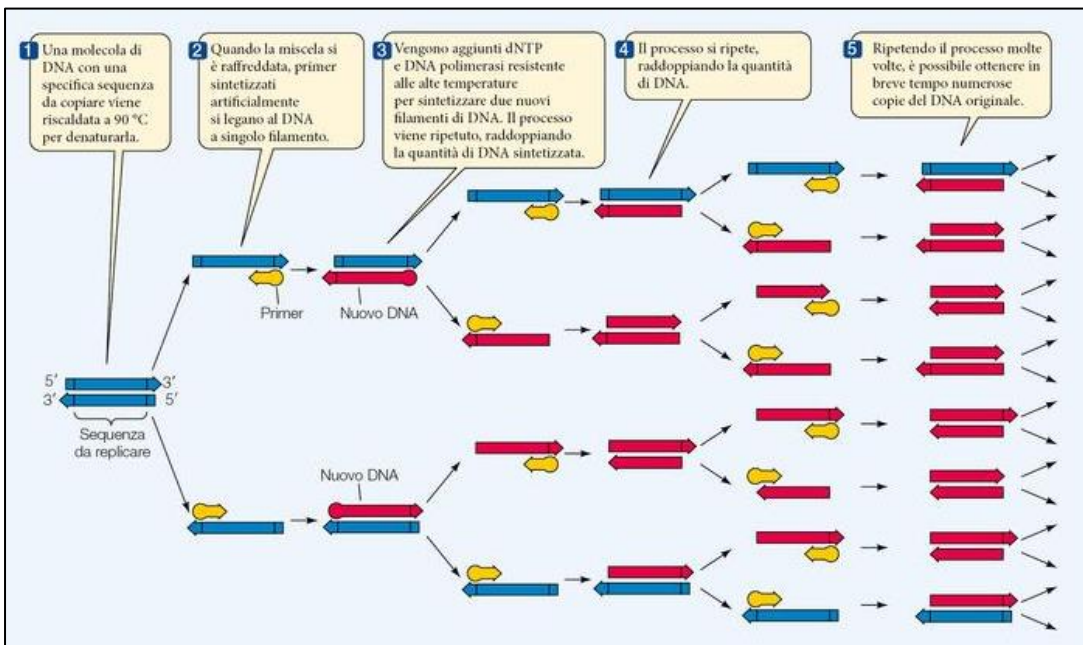 1 Una molecola di
DNA con una
specifica sequenza
da copiare viene
riscaldata a 90 °C
per denaturarla.
2 Quando la miscela si
è raffreddata, primer
sintetizzati
artificialmente
si legano al DNA
a singolo filamento.
3 Vengono aggiunti dNTP
e DNA polimerasi resistente
alle alte temperature
per sintetizzare due nuovi
filamenti di DNA. Il processo
viene ripetuto, raddoppiando
la quantità di DNA sintetizzata.
4 Il processo si ripete,
raddoppiando la quantità
di DNA.
5 Ripetendo il processo molte
volte, è possibile ottenere in
breve tempo numerose
copie del DNA originale.
Primer
Nuovo DNA
5′ 3′
3′ 5′
Sequenza
da replicare
Nuovo DNA